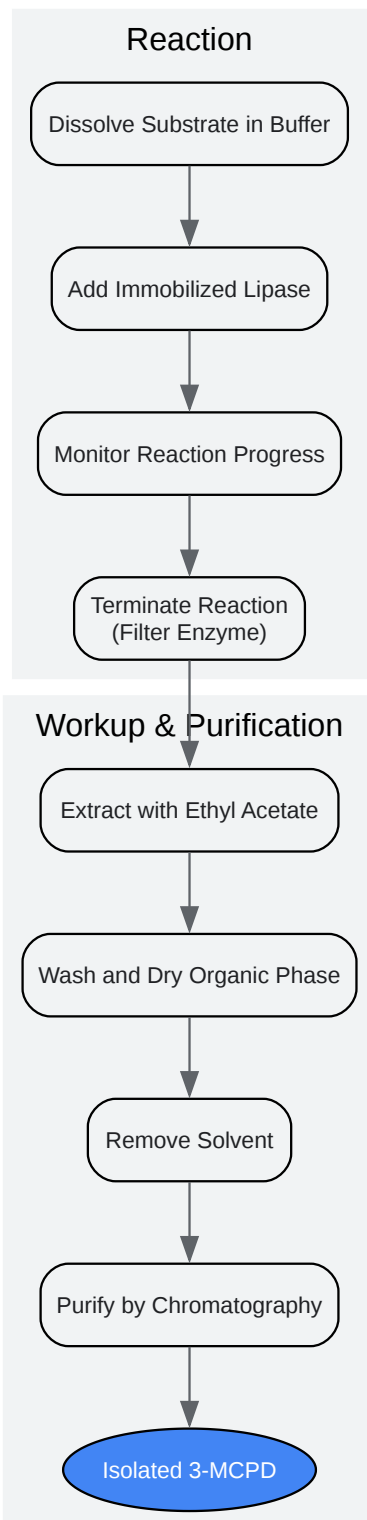 Reaction
Dissolve Substrate in Buffer
Add Immobilized Lipase
Monitor Reaction Progress
Terminate Reaction
(Filter Enzyme)
Workup & Purification
Extract with Ethyl Acetate
Wash and Dry Organic Phase
Remove Solvent
Purify by Chromatography
Isolated 3-MCPD